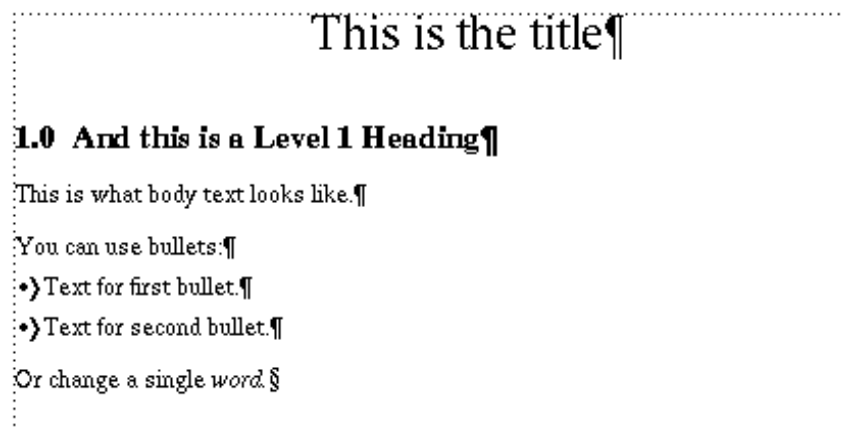 This is the title¶
1.0 And this is a Level 1 Heading¶
This is what body text looks like.¶
You can use bullets:¶
•⟩Text for first bullet.¶
•⟩Text for second bullet.¶
Or change a single word.§